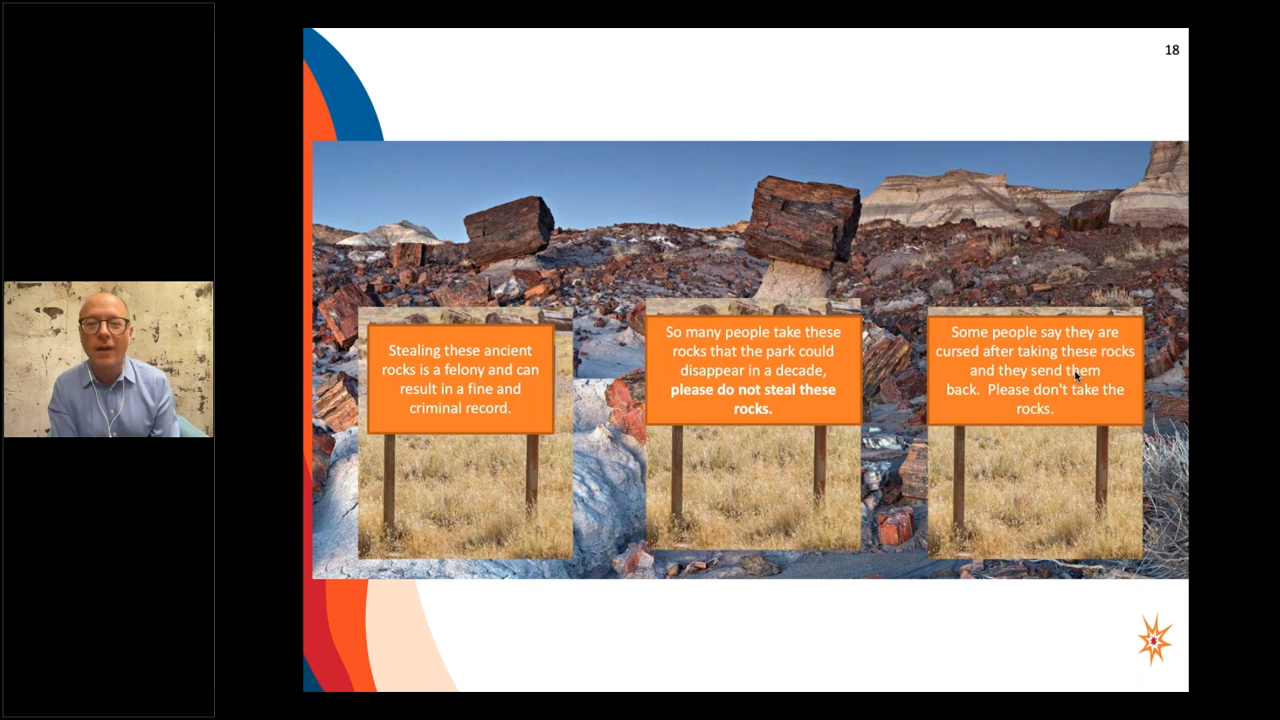 18
Stealing these ancient
rocks is a felony and can
result in a fine and
criminal record.
So many people take these
rocks that the park could
disappear in a decade,
please do not steal these
rocks.
Some people say they are
cursed after taking these rocks
and they send them
back.  Please don't take the
rocks.